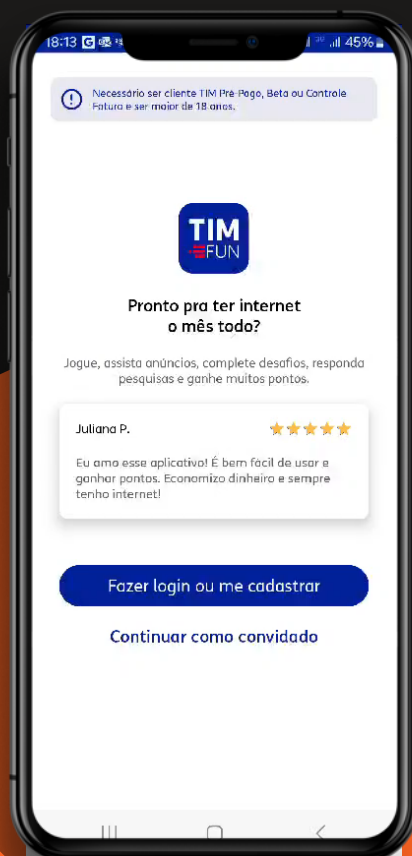 18:13
45%
Necessário ser cliente TIM Pré-Pago, Beta ou Controle
Fatura e ser maior de 18 anos.
TIM
FUN
Pronto pra ter internet
o mês todo?
Jogue, assista anúncios, complete desafios, responda
pesquisas e ganhe muitos pontos.
Juliana P.
Eu amo esse aplicativo! É bem fácil de usar e
ganhar pontos. Economizo dinheiro e sempre
tenho internet!
Fazer login ou me cadastrar
Continuar como convidado